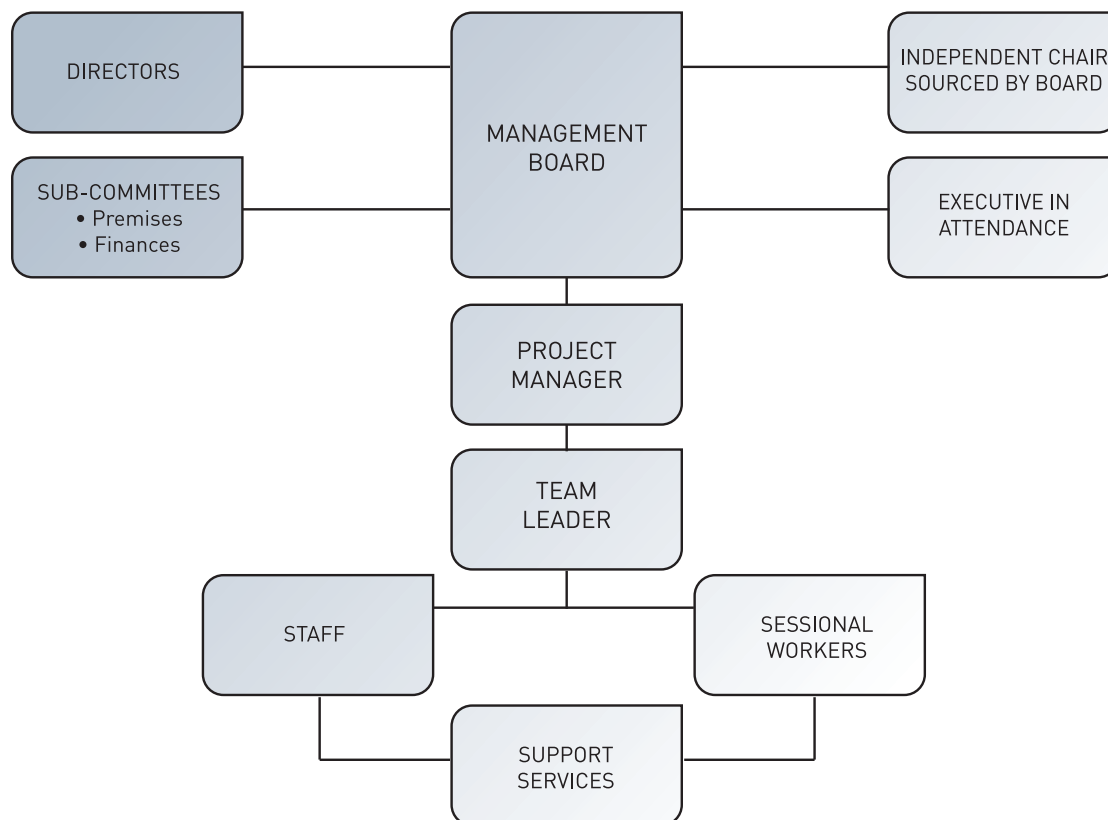 DIRECTORS
MANAGEMENT
BOARD
INDEPENDENT CHAIR
SOURCED BY BOARD
SUB-COMMITTEES
• Premises
• Finances
EXECUTIVE IN
ATTENDANCE
PROJECT
MANAGER
TEAM
LEADER
STAFF
SESSIONAL
WORKERS
SUPPORT
SERVICES